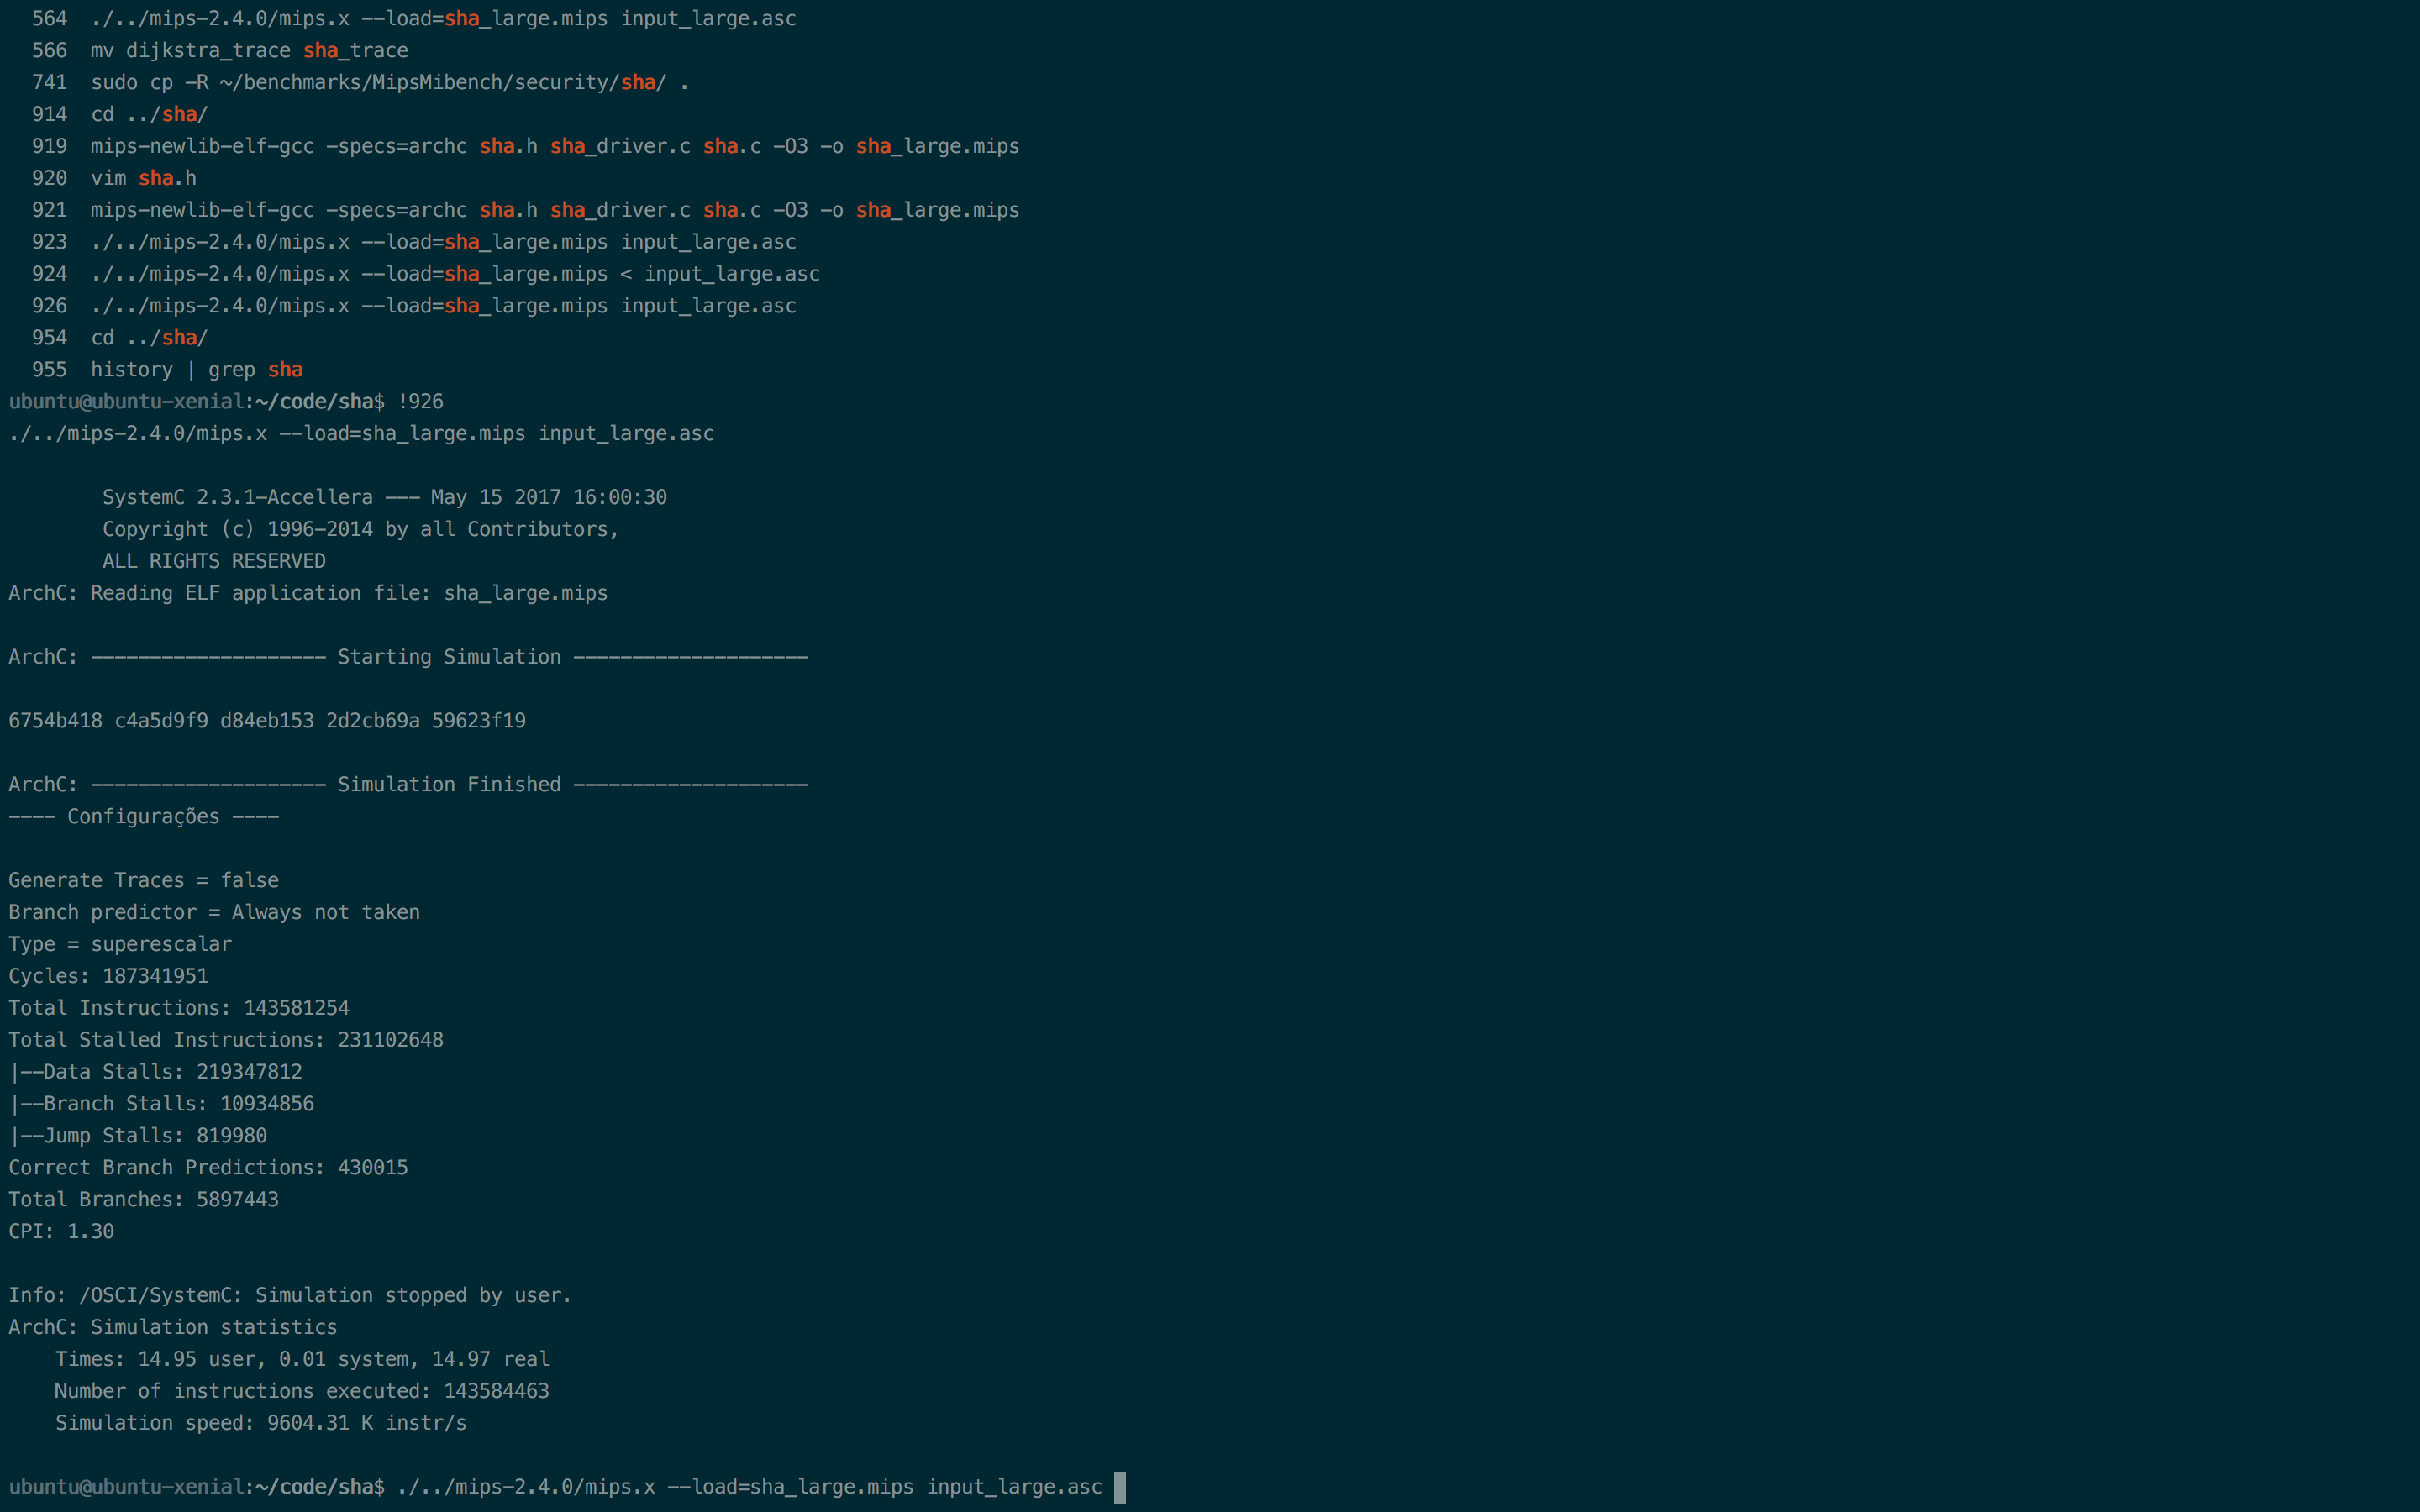 564  ./../mips-2.4.0/mips.x --load=sha_large.mips input_large.asc
566  mv dijkstra_trace sha_trace
741  sudo cp -R ~/benchmarks/MipsMibench/security/sha/ .
914  cd ../sha/
919  mips-newlib-elf-gcc -specs=archc sha.h sha_driver.c sha.c -O3 -o sha_large.mips
920  vim sha.h
921  mips-newlib-elf-gcc -specs=archc sha.h sha_driver.c sha.c -O3 -o sha_large.mips
923  ./../mips-2.4.0/mips.x --load=sha_large.mips input_large.asc
924  ./../mips-2.4.0/mips.x --load=sha_large.mips < input_large.asc
926  ./../mips-2.4.0/mips.x --load=sha_large.mips input_large.asc
954  cd ../sha/
955  history | grep sha
ubuntu@ubuntu-xenial:~/code/sha$ !926
./../mips-2.4.0/mips.x --load=sha_large.mips input_large.asc
SystemC 2.3.1-Accellera --- May 15 2017 16:00:30
Copyright (c) 1996-2014 by all Contributors,
ALL RIGHTS RESERVED
ArchC: Reading ELF application file: sha_large.mips
ArchC: -------------------- Starting Simulation --------------------
6754b418 c4a5d9f9 d84eb153 2d2cb69a 59623f19
ArchC: -------------------- Simulation Finished --------------------
---- Configurações ----
Generate Traces = false
Branch predictor = Always not taken
Type = superescalar
Cycles: 187341951
Total Instructions: 143581254
Total Stalled Instructions: 231102648
|--Data Stalls: 219347812
|--Branch Stalls: 10934856
|--Jump Stalls: 819980
Correct Branch Predictions: 430015
Total Branches: 5897443
CPI: 1.30
Info: /OSCI/SystemC: Simulation stopped by user.
ArchC: Simulation statistics
Times: 14.95 user, 0.01 system, 14.97 real
Number of instructions executed: 143584463
Simulation speed: 9604.31 K instr/s
ubuntu@ubuntu-xenial:~/code/sha$ ./../mips-2.4.0/mips.x --load=sha_large.mips input_large.asc